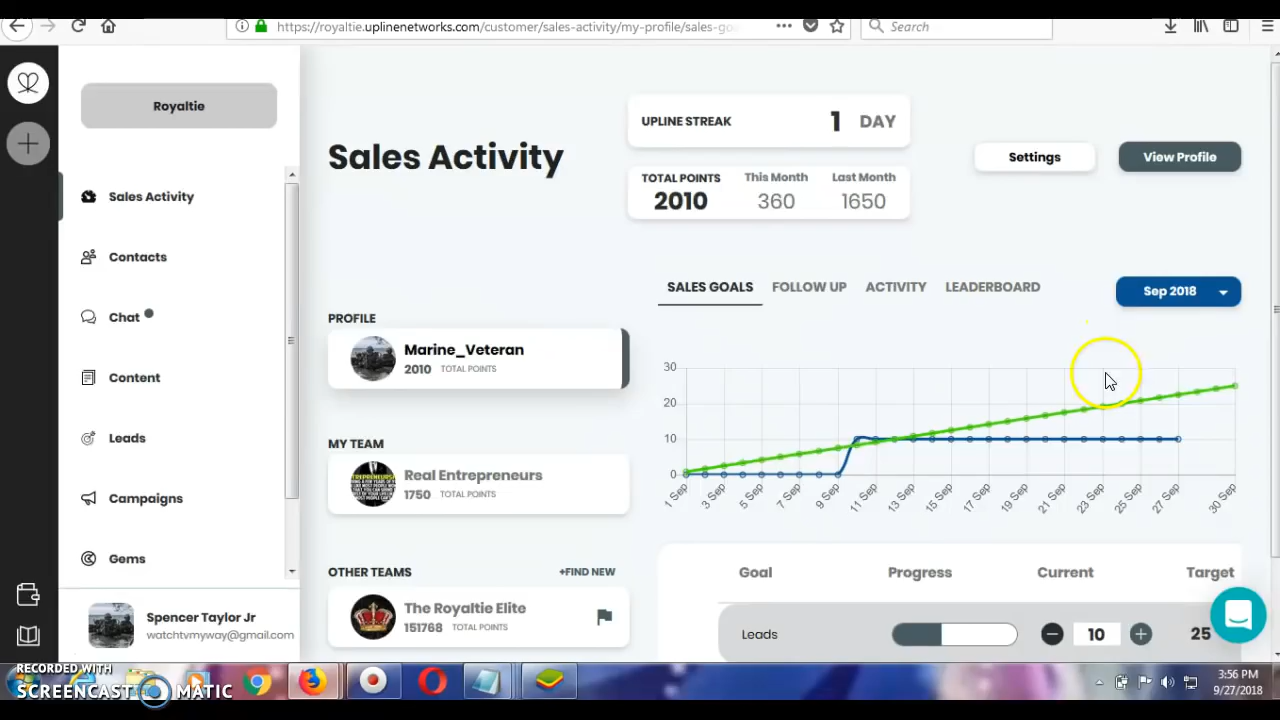 https://royaltie.uplinenetworks.com/customer/sales-activity/my-profile/sales-go
Search
Royaltie
Sales Activity
Contacts
Chat
Content
Leads
Campaigns
Gems
Spencer Taylor Jr
watchtvmyway@gmail.com
Sales Activity
UPLINE STREAK 1 DAY
TOTAL POINTS This Month Last Month
2010 360 1650
Settings
View Profile
PROFILE
Marine_Veteran
2010 TOTAL POINTS
MY TEAM
Real Entrepreneurs
1750 TOTAL POINTS
OTHER TEAMS +FIND NEW
The Royaltie Elite
151768 TOTAL POINTS
SALES GOALS FOLLOW UP ACTIVITY LEADERBOARD
Sep 2018
30
20
10
0
1 Sep 3 Sep 5 Sep 7 Sep 9 Sep 11 Sep 13 Sep 15 Sep 17 Sep 19 Sep 21 Sep 23 Sep 25 Sep 27 Sep 30 Sep
Goal Progress Current Target
Leads 10 25
RECORDED WITH
SCREENCAST MATIC
3:56 PM
9/27/2018